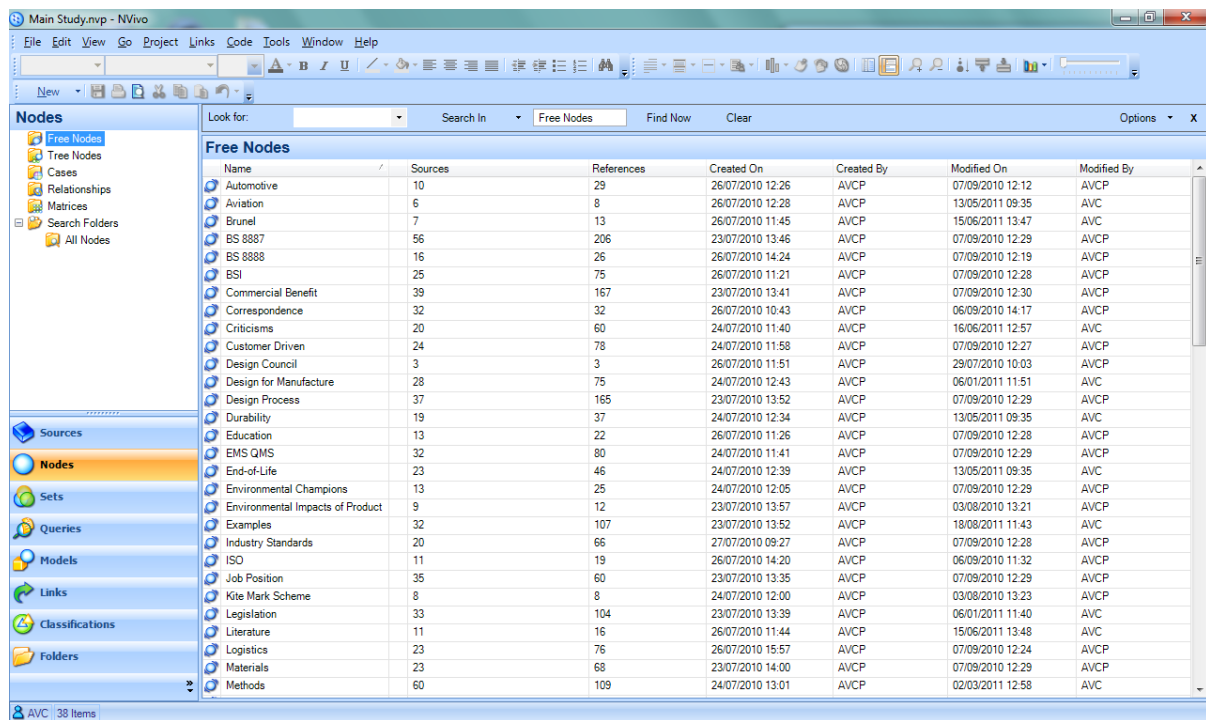 Main Study.nvp - NVivo
File Edit View Go Project Links Code Tools Window Help
A B I U
New
Nodes
Free Nodes
Tree Nodes
Cases
Relationships
Matrices
Search Folders
All Nodes
Sources
Nodes
Sets
Queries
Models
Links
Classifications
Folders
Look for: Search In Free Nodes Find Now Clear Options x
Free Nodes
Name Sources References Created On Created By Modified On Modified By
Automotive 10 29 26/07/2010 12:26 AVCP 07/09/2010 12:12 AVCP
Aviation 6 8 26/07/2010 12:28 AVCP 13/05/2011 09:35 AVC
Brunel 7 13 26/07/2010 11:45 AVCP 15/06/2011 13:47 AVC
BS 8887 56 206 23/07/2010 13:46 AVCP 07/09/2010 12:29 AVCP
BS 8888 16 26 26/07/2010 14:24 AVCP 07/09/2010 12:19 AVCP
BSI 25 75 26/07/2010 11:21 AVCP 07/09/2010 12:28 AVCP
Commercial Benefit 39 167 23/07/2010 13:41 AVCP 07/09/2010 12:30 AVCP
Correspondence 32 32 26/07/2010 10:43 AVCP 06/09/2010 14:17 AVCP
Criticisms 20 60 24/07/2010 11:40 AVCP 16/06/2011 12:57 AVC
Customer Driven 24 78 24/07/2010 11:58 AVCP 07/09/2010 12:27 AVCP
Design Council 3 3 26/07/2010 11:51 AVCP 29/07/2010 10:03 AVCP
Design for Manufacture 28 75 24/07/2010 12:43 AVCP 06/01/2011 11:51 AVC
Design Process 37 165 23/07/2010 13:52 AVCP 07/09/2010 12:29 AVCP
Durability 19 37 24/07/2010 12:34 AVCP 13/05/2011 09:35 AVC
Education 13 22 26/07/2010 11:26 AVCP 07/09/2010 12:28 AVCP
EMS QMS 32 80 24/07/2010 11:41 AVCP 07/09/2010 12:29 AVCP
End-of-Life 23 46 24/07/2010 12:39 AVCP 13/05/2011 09:35 AVC
Environmental Champions 13 25 24/07/2010 12:05 AVCP 07/09/2010 12:29 AVCP
Environmental Impacts of Product 9 12 23/07/2010 13:57 AVCP 03/08/2010 13:21 AVCP
Examples 32 107 23/07/2010 13:52 AVCP 18/08/2011 11:43 AVC
Industry Standards 20 66 27/07/2010 09:27 AVCP 07/09/2010 12:28 AVCP
ISO 11 19 26/07/2010 14:20 AVCP 06/09/2010 11:32 AVCP
Job Position 35 60 23/07/2010 13:35 AVCP 07/09/2010 12:29 AVCP
Kite Mark Scheme 8 8 24/07/2010 12:00 AVCP 03/08/2010 13:23 AVCP
Legislation 33 104 23/07/2010 13:39 AVCP 06/01/2011 11:40 AVC
Literature 11 16 26/07/2010 11:44 AVCP 15/06/2011 13:48 AVC
Logistics 23 76 26/07/2010 15:57 AVCP 07/09/2010 12:24 AVCP
Materials 23 68 23/07/2010 14:00 AVCP 07/09/2010 12:29 AVCP
Methods 60 109 24/07/2010 13:01 AVCP 02/03/2011 12:58 AVC
AVC 38 Items